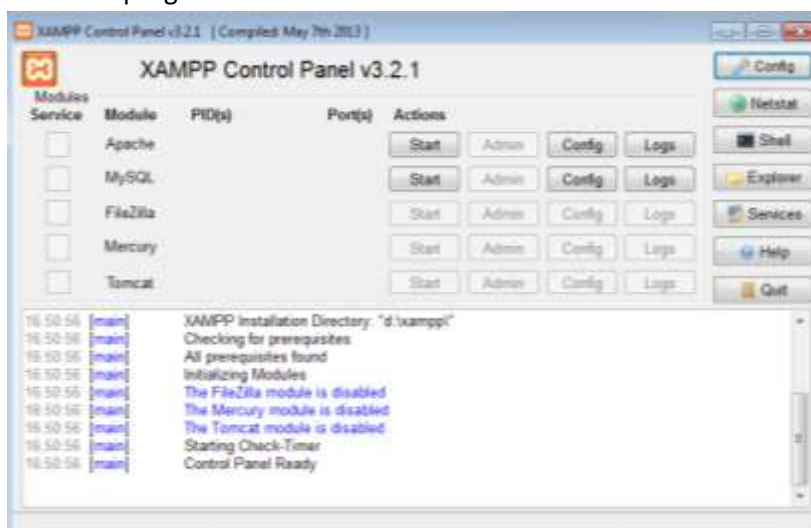 XAMPP Control Panel v3.2.1 [ Compiled: May 7th 2013 ]
XAMPP Control Panel v3.2.1
Config
Modules
Service Module PID(s) Port(s) Actions
Netstat
Apache Start Admin Config Logs
Shell
MySQL Start Admin Config Logs
Explorer
FileZilla Start Admin Config Logs
Services
Mercury Start Admin Config Logs
Help
Tomcat Start Admin Config Logs
Quit
16:50:56 [main] XAMPP Installation Directory: "d:\xampp\"
16:50:56 [main] Checking for prerequisites
16:50:56 [main] All prerequisites found
16:50:56 [main] Initializing Modules
16:50:56 [main] The FileZilla module is disabled
16:50:56 [main] The Mercury module is disabled
16:50:56 [main] The Tomcat module is disabled
16:50:56 [main] Starting Check-Timer
16:50:56 [main] Control Panel Ready